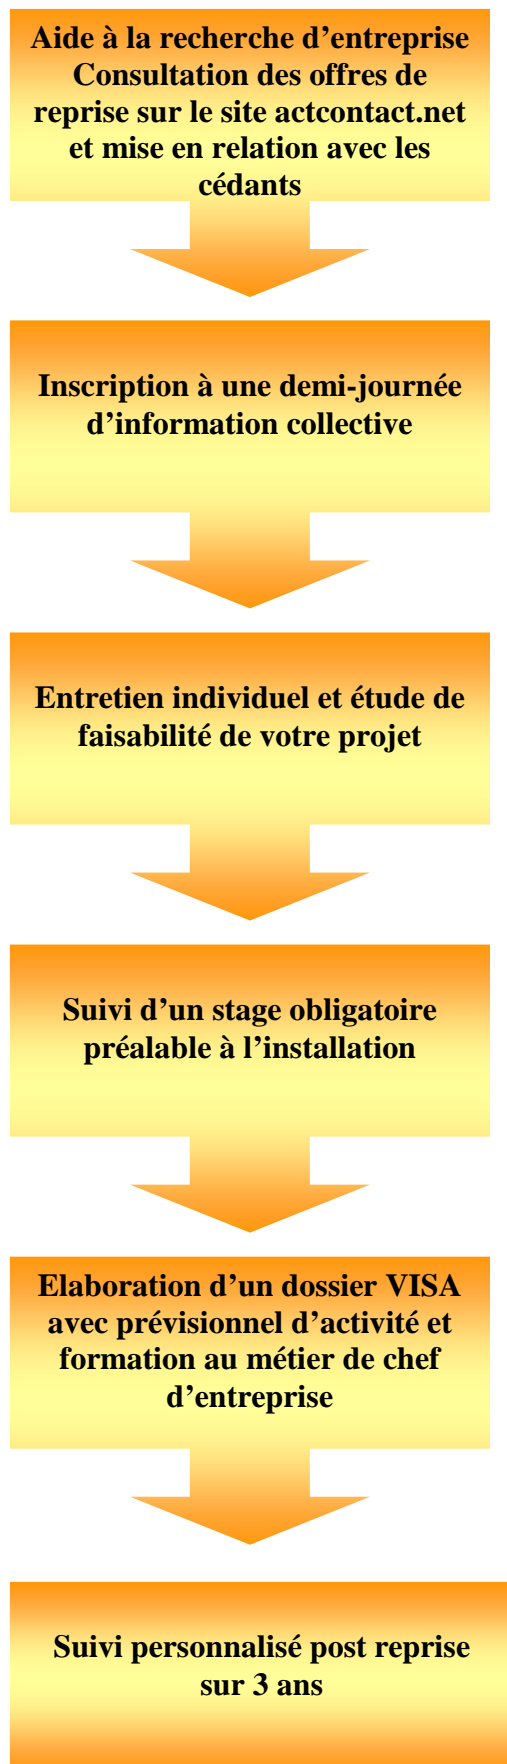 Aide à la recherche d’entreprise
Consultation des offres de
reprise sur le site actcontact.net
et mise en relation avec les
cédants
Inscription à une demi-journée
d’information collective
Entretien individuel et étude de
faisabilité de votre projet
Suivi d’un stage obligatoire
préalable à l’installation
Elaboration d’un dossier VISA
avec prévisionnel d’activité et
formation au métier de chef
d’entreprise
Suivi personnalisé post reprise
sur 3 ans